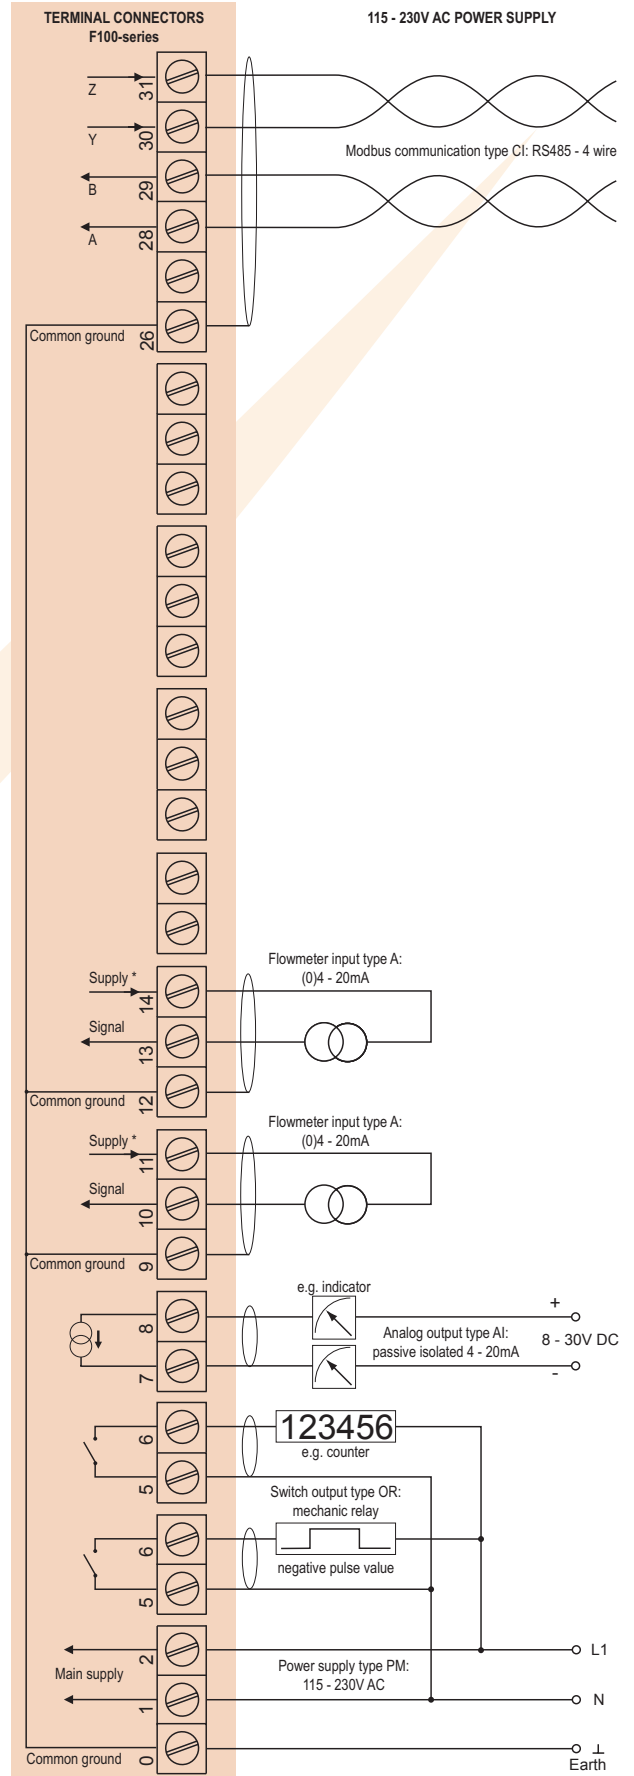 TERMINAL CONNECTORS
F100-series
115 - 230V AC POWER SUPPLY
Z
31
Y
30
Modbus communication type CI: RS485 - 4 wire
B
29
A
28
Common ground
26
Flowmeter input type A:
(0)4 - 20mA
Supply *
14
Signal
13
Common ground
12
Flowmeter input type A:
(0)4 - 20mA
Supply *
11
Signal
10
Common ground
9
e.g. indicator
8
+
Analog output type AI:
passive isolated 4 - 20mA
8 - 30V DC
7
-
6
123456
e.g. counter
5
Switch output type OR:
mechanic relay
6
negative pulse value
5
2
L1
Main supply
Power supply type PM:
115 - 230V AC
1
N
Common ground
0
Earth